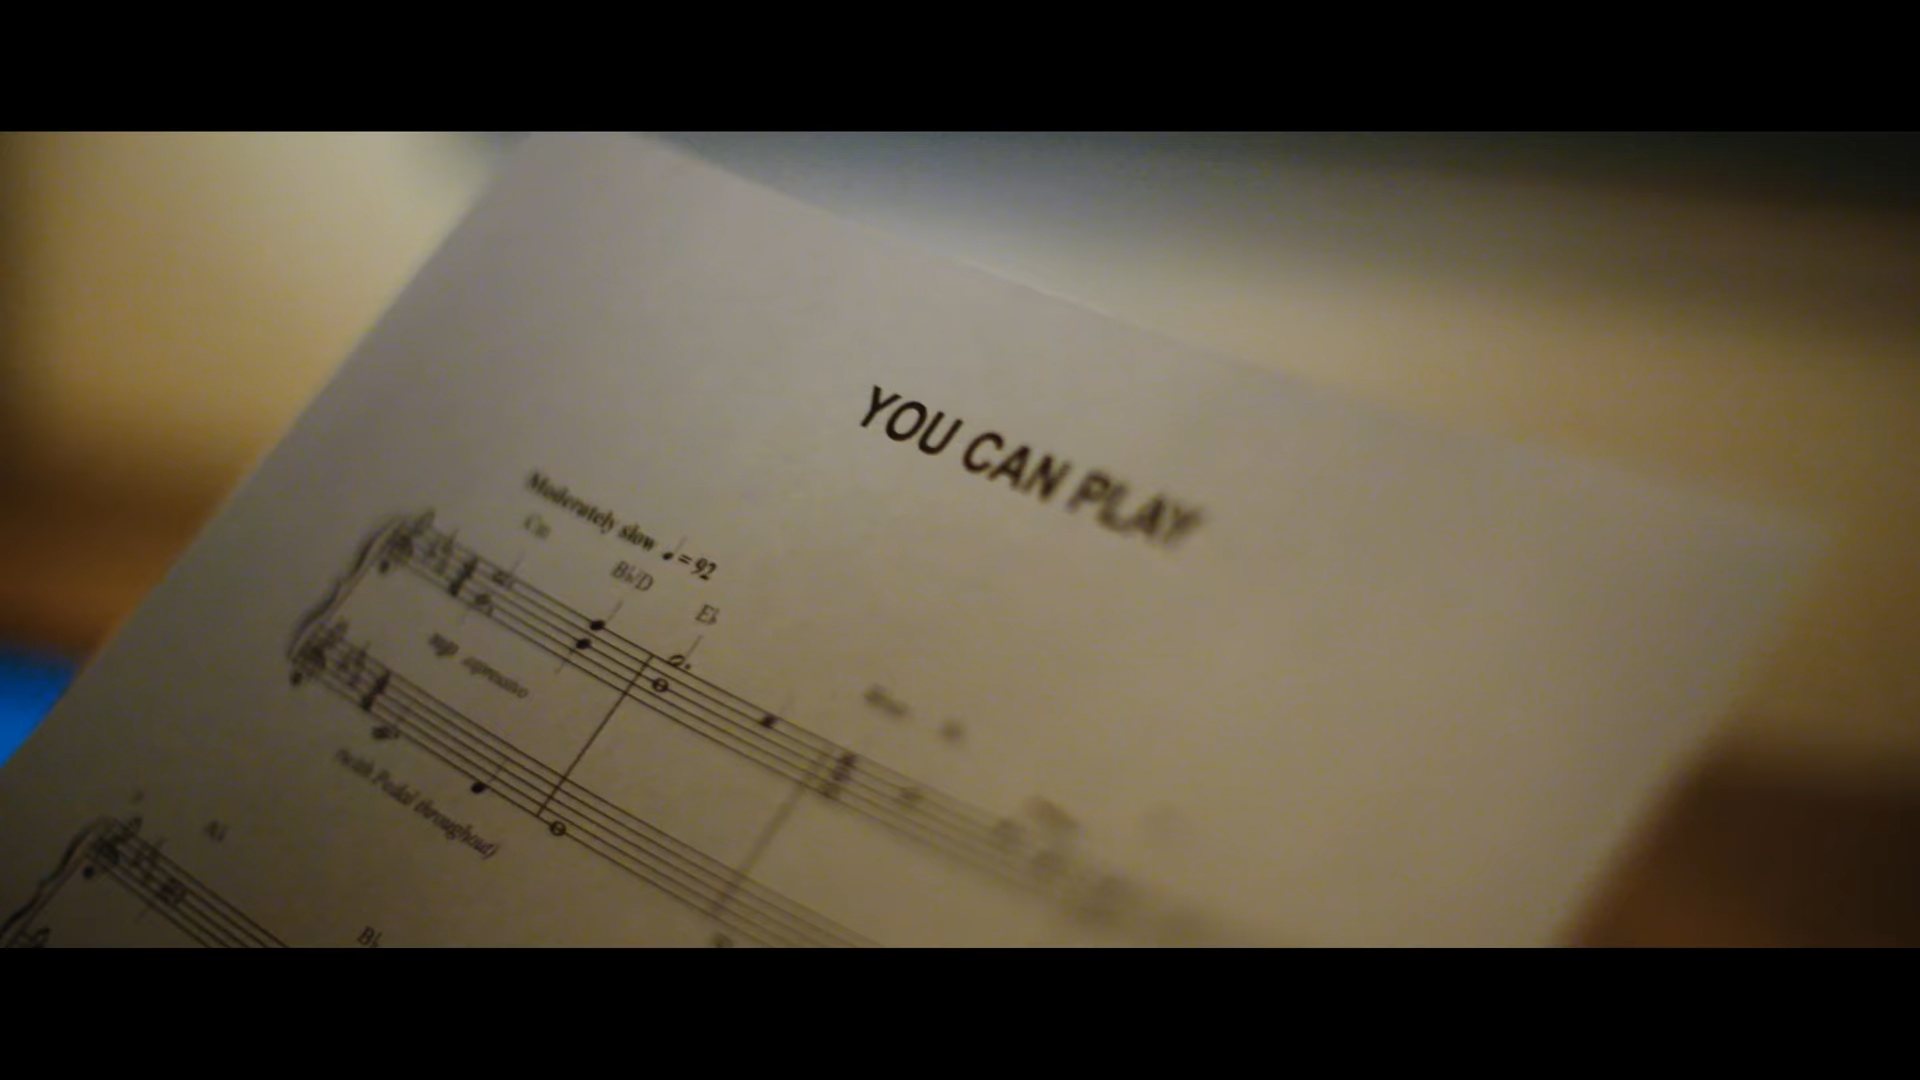 YOU CAN PLAY
Moderately slow ♩ = 92
Cm B♭/D E♭
mp espressivo
(with Pedal throughout)
A♭
B♭